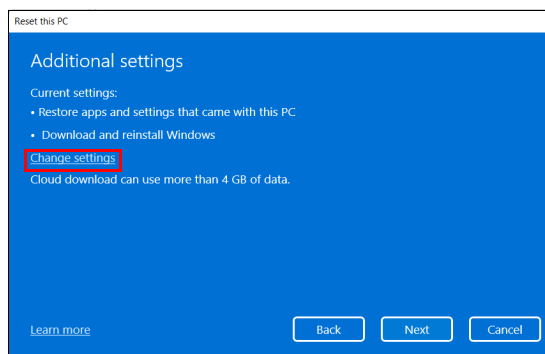 Reset this PC
Additional settings
Current settings:
• Restore apps and settings that came with this PC
• Download and reinstall Windows
Change settings
Cloud download can use more than 4 GB of data.
Learn more
Back
Next
Cancel